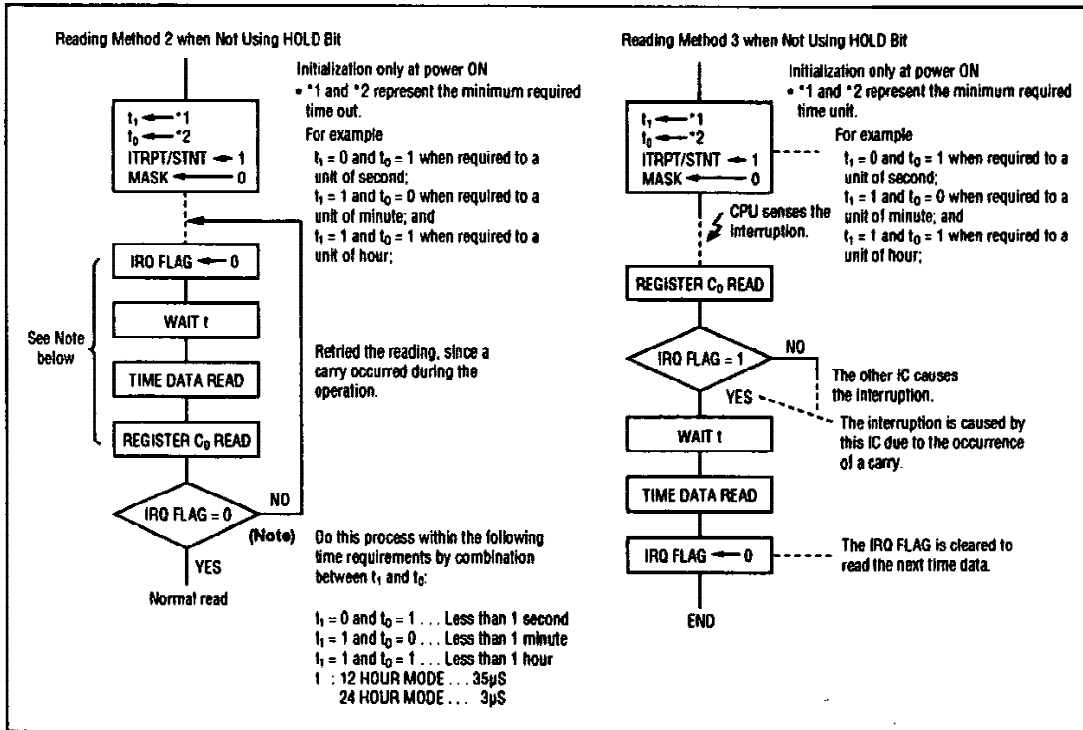 Reading Method 2 when Not Using HOLD Bit
Initialization only at power ON
• *1 and *2 represent the minimum required
time out.
For example
t₁ = 0 and t₀ = 1 when required to a
unit of second;
t₁ = 1 and t₀ = 0 when required to a
unit of minute; and
t₁ = 1 and t₀ = 1 when required to a
unit of hour;
t₁ ← *1
t₀ ← *2
ITRPT/STNT ← 1
MASK ← 0
IRQ FLAG ← 0
WAIT t
See Note
below
TIME DATA READ
Retried the reading, since a
carry occurred during the
operation.
REGISTER C₀ READ
IRQ FLAG = 0
NO
YES
Normal read
(Note) Do this process within the following
time requirements by combination
between t₁ and t₀:
t₁ = 0 and t₀ = 1 . . . Less than 1 second
t₁ = 1 and t₀ = 0 . . . Less than 1 minute
t₁ = 1 and t₀ = 1 . . . Less than 1 hour
t : 12 HOUR MODE . . . 35µS
24 HOUR MODE . . . 3µS
Reading Method 3 when Not Using HOLD Bit
Initialization only at power ON
• *1 and *2 represent the minimum required
time unit.
For example
t₁ = 0 and t₀ = 1 when required to a
unit of second;
t₁ = 1 and t₀ = 0 when required to a
unit of minute; and
t₁ = 1 and t₀ = 1 when required to a
unit of hour;
t₁ ← *1
t₀ ← *2
ITRPT/STNT ← 1
MASK ← 0
CPU senses the
interruption.
REGISTER C₀ READ
IRQ FLAG = 1
NO
The other IC causes
the interruption.
YES
The interruption is caused by
this IC due to the occurrence
of a carry.
WAIT t
TIME DATA READ
IRQ FLAG ← 0
The IRQ FLAG is cleared to
read the next time data.
END